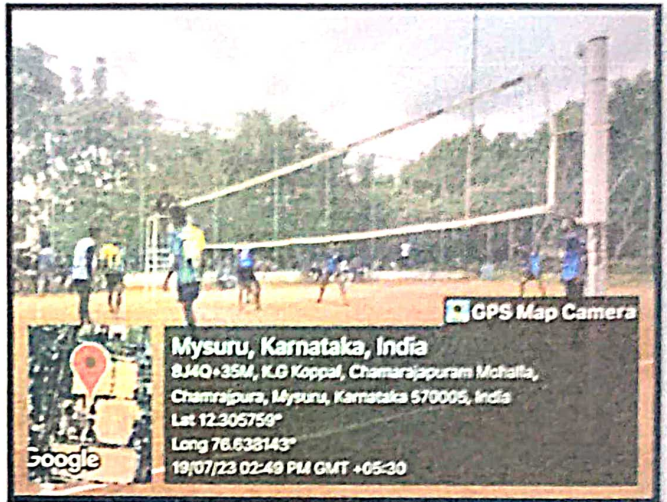 GPS Map Camera
Mysuru, Karnataka, India
8J4Q+35M, K.G Koppal, Chamarajapuram Mohalla,
Chamrajpura, Mysuru, Karnataka 570005, India
Lat 12.305759°
Long 76.638143°
19/07/23 02:49 PM GMT +05:30
Google